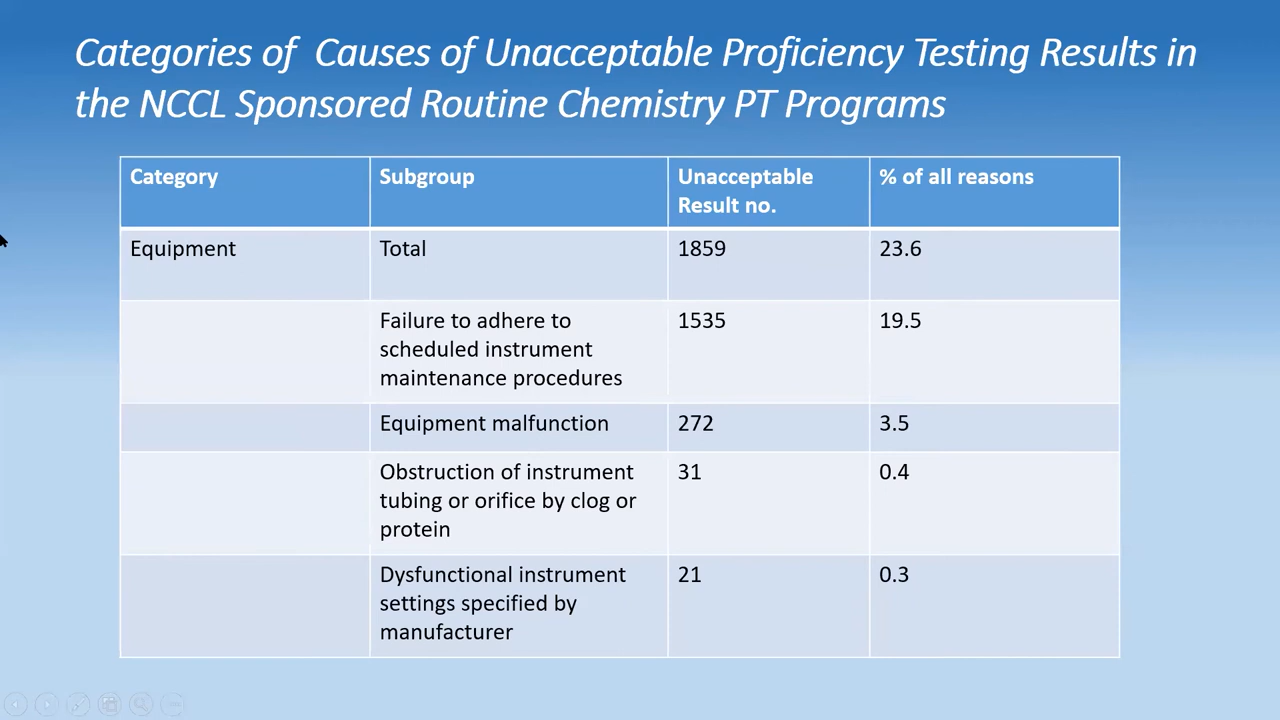 Categories of Causes of Unacceptable Proficiency Testing Results in
the NCCL Sponsored Routine Chemistry PT Programs
Category
Subgroup
Unacceptable
Result no.
% of all reasons
Equipment
Total
1859
23.6
Failure to adhere to
scheduled instrument
maintenance procedures
1535
19.5
Equipment malfunction
272
3.5
Obstruction of instrument
tubing or orifice by clog or
protein
31
0.4
Dysfunctional instrument
settings specified by
manufacturer
21
0.3